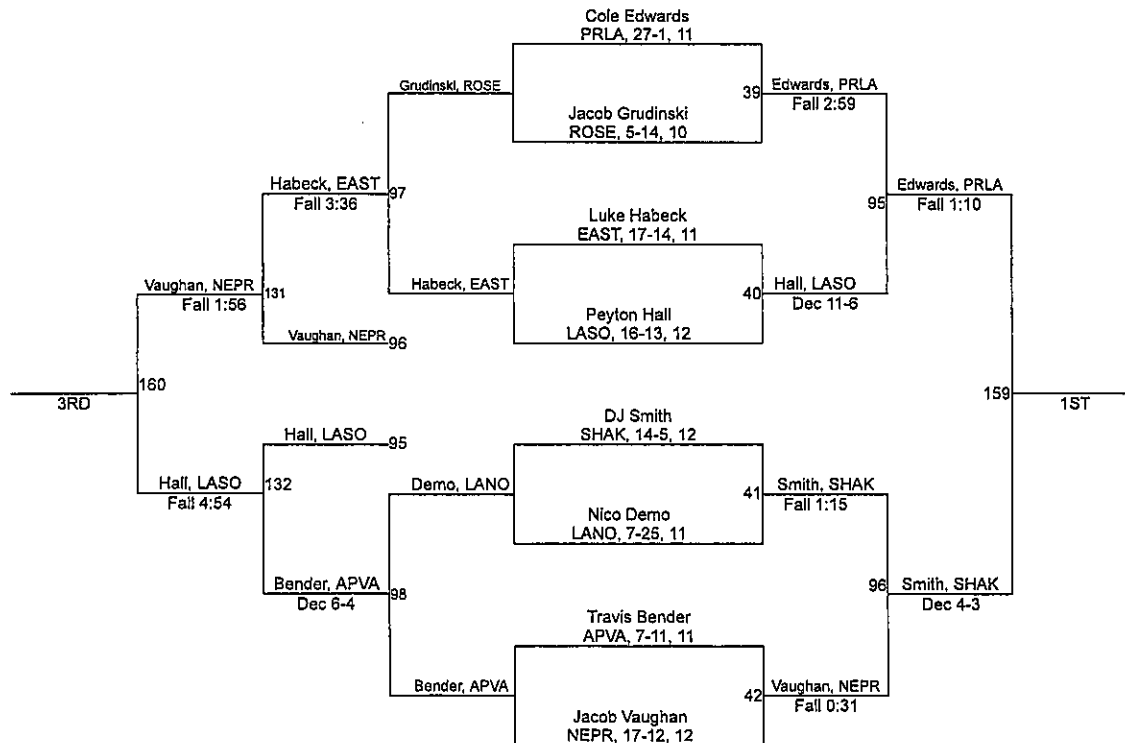 Cole Edwards
PRLA, 27-1, 11
Grudinski, ROSE
39
Edwards, PRLA
Fall 2:59
Jacob Grudinski
ROSE, 5-14, 10
Habeck, EAST
Fall 3:36
97
95
Edwards, PRLA
Fall 1:10
Luke Habeck
EAST, 17-14, 11
Vaughan, NEPR
Fall 1:56
131
Habeck, EAST
40
Hall, LASO
Dec 11-6
Peyton Hall
LASO, 16-13, 12
Vaughan, NEPR
96
160
3RD
159
1ST
DJ Smith
SHAK, 14-5, 12
Hall, LASO
95
Hall, LASO
Fall 4:54
132
Demo, LANO
41
Smith, SHAK
Fall 1:15
Nico Demo
LANO, 7-25, 11
Bender, APVA
Dec 6-4
98
96
Smith, SHAK
Dec 4-3
Travis Bender
APVA, 7-11, 11
Bender, APVA
42
Vaughan, NEPR
Fall 0:31
Jacob Vaughan
NEPR, 17-12, 12